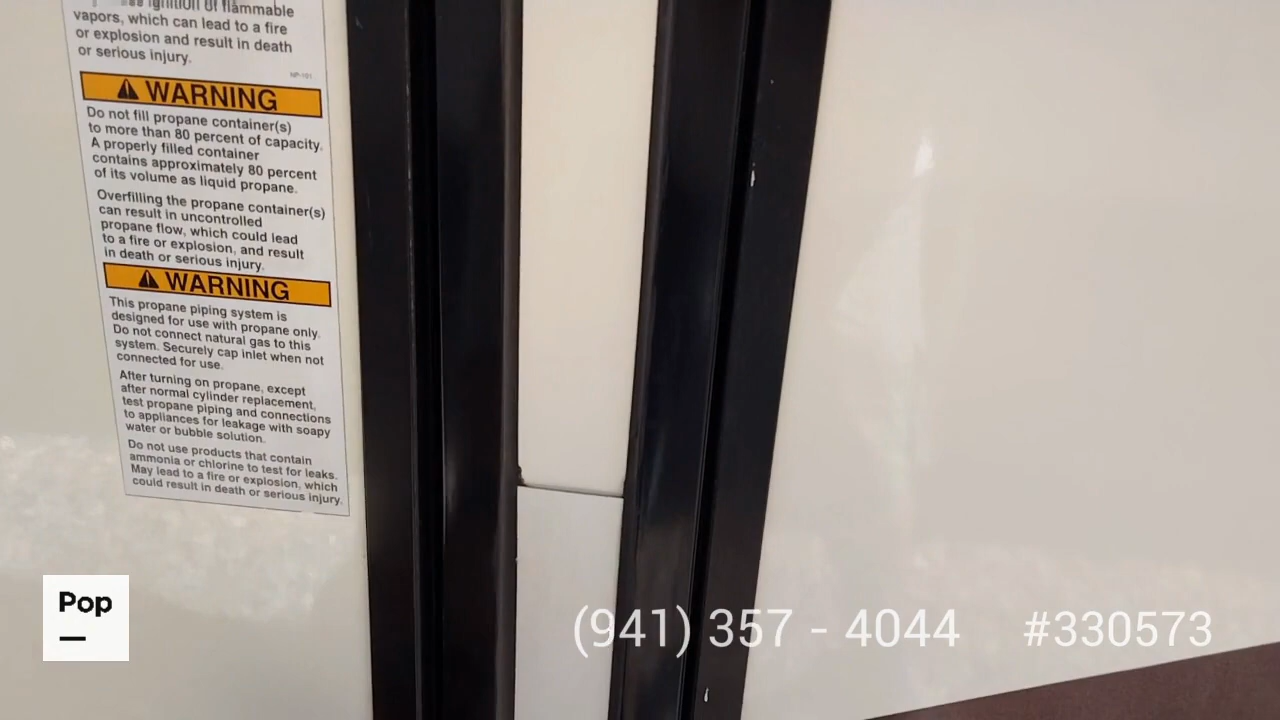 ignition of flammable
vapors, which can lead to a fire
or explosion and result in death
or serious injury.
NP-101
WARNING
Do not fill propane container(s)
to more than 80 percent of capacity.
A properly filled container
contains approximately 80 percent
of its volume as liquid propane.
Overfilling the propane container(s)
can result in uncontrolled
propane flow, which could lead
to a fire or explosion, and result
in death or serious injury.
WARNING
This propane piping system is
designed for use with propane only.
Do not connect natural gas to this
system. Securely cap inlet when not
connected for use.
After turning on propane, except
after normal cylinder replacement,
test propane piping and connections
to appliances for leakage with soapy
water or bubble solution.
Do not use products that contain
ammonia or chlorine to test for leaks.
May lead to a fire or explosion, which
could result in death or serious injury.
Pop
(941) 357 - 4044 #330573